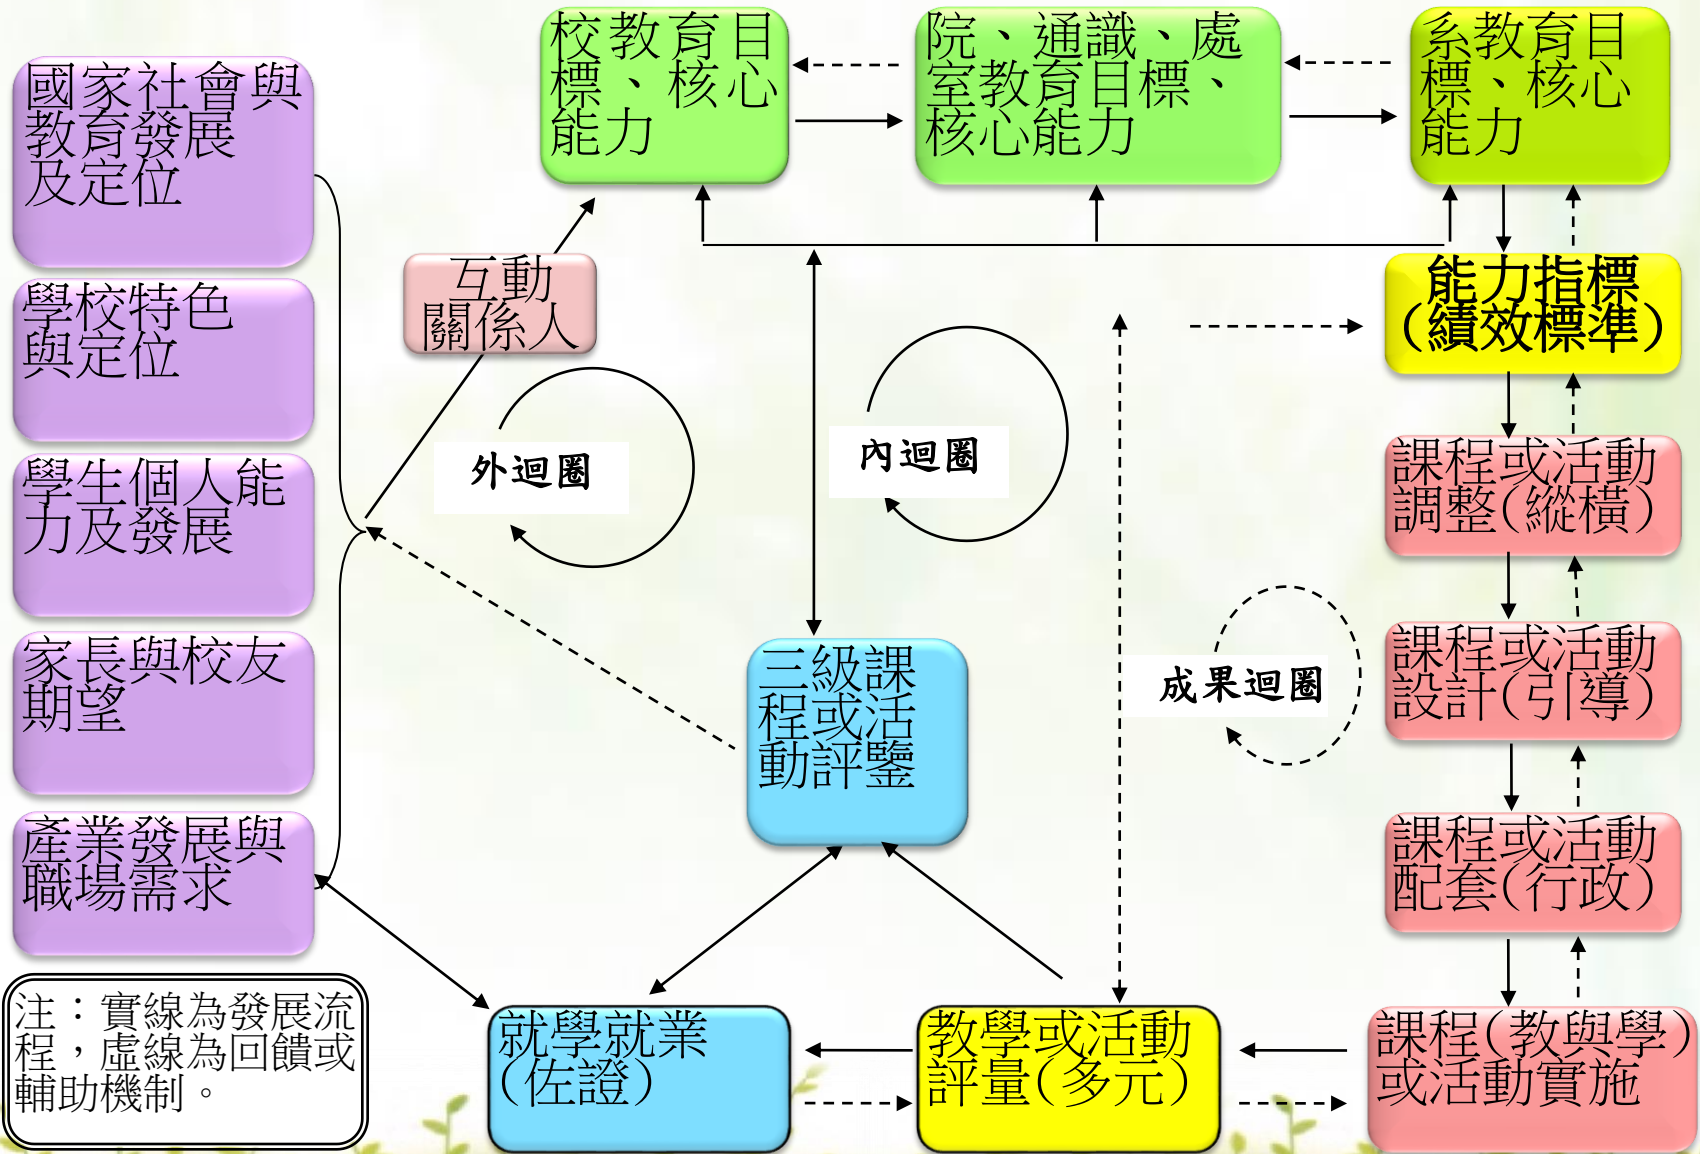 國家社會與
教育發展
及定位
學校特色
與定位
學生個人能
力及發展
家長與校友
期望
產業發展與
職場需求
注：實線為發展流
程，虛線為回饋或
輔助機制。
校教育目
標、核心
能力
院、通識、處
室教育目標、
核心能力
系教育目
標、核心
能力
互動
關係人
外迴圈
內迴圈
成果迴圈
三級課
程或活
動評鑒
能力指標
（績效標準）
課程或活動
調整（縱橫）
課程或活動
設計（引導）
課程或活動
配套（行政）
課程（教與學）
或活動實施
教學或活動
評量（多元）
就學就業
（佐證）